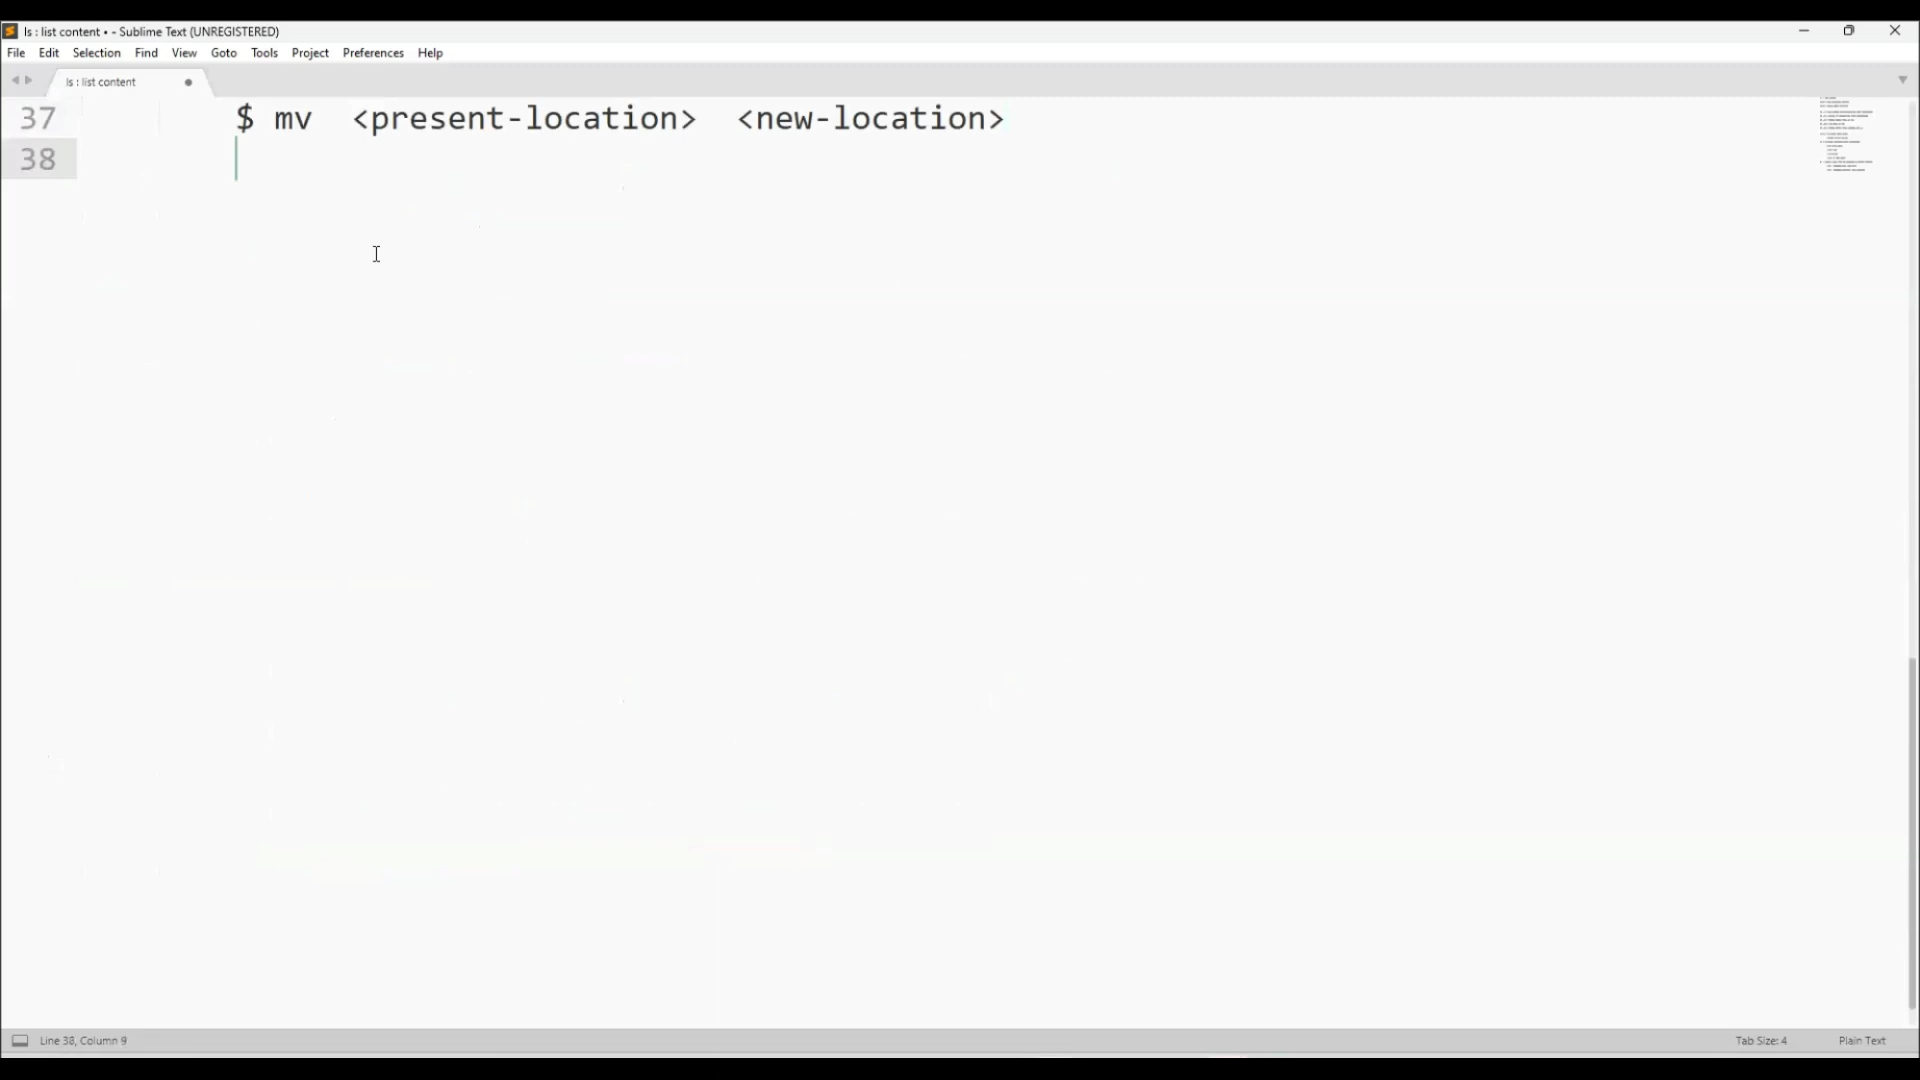 ls : list content • - Sublime Text (UNREGISTERED)
File Edit Selection Find View Goto Tools Project Preferences Help
ls : list content
37 $ mv <present-location> <new-location>
38
Line 38, Column 9 Tab Size: 4 Plain Text